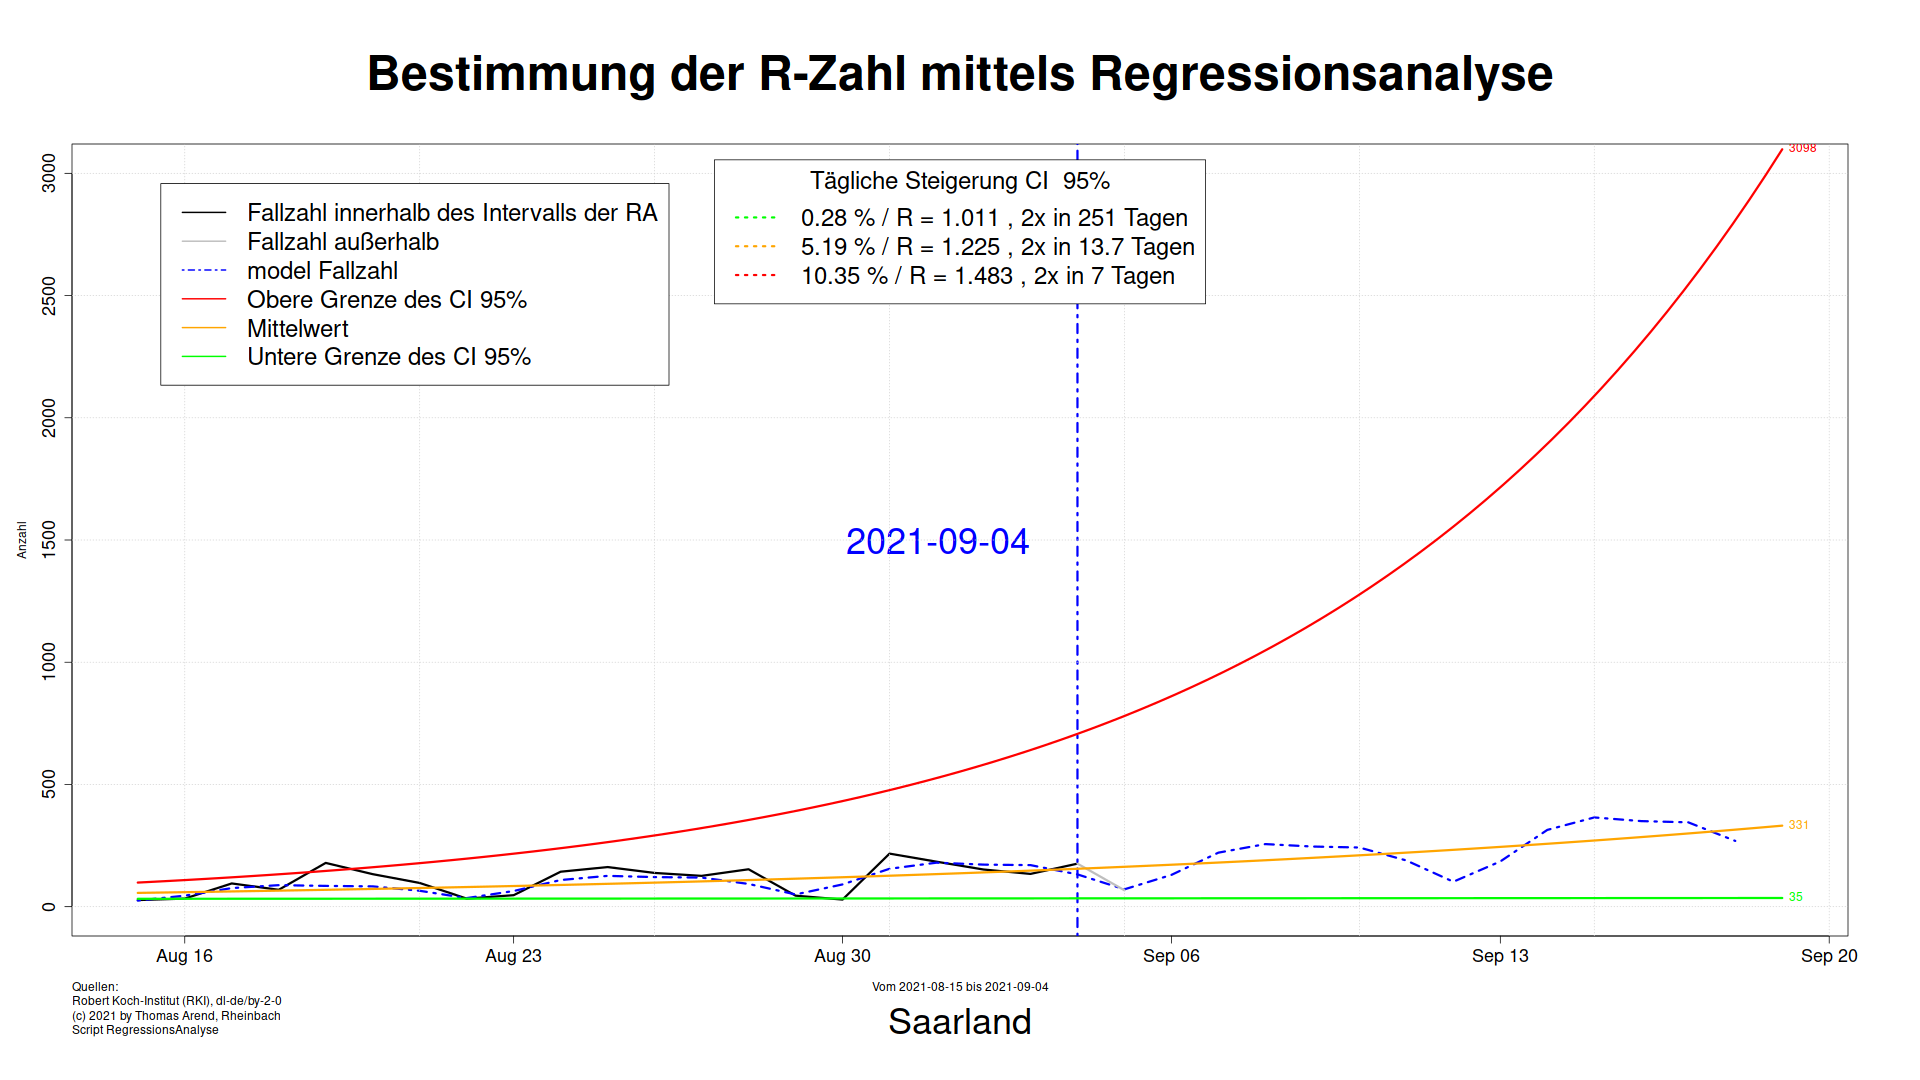 Bestimmung der R-Zahl mittels Regressionsanalyse
Fallzahl innerhalb des Intervalls der RA
Fallzahl außerhalb
model Fallzahl
Obere Grenze des CI 95%
Mittelwert
Untere Grenze des CI 95%
Tägliche Steigerung CI 95%
0.28 % / R = 1.011 , 2x in 251 Tagen
5.19 % / R = 1.225 , 2x in 13.7 Tagen
10.35 % / R = 1.483 , 2x in 7 Tagen
3098
3000
2500
2000
1500
1000
500
0
Anzahl
2021-09-04
331
35
Aug 16
Aug 23
Aug 30
Sep 06
Sep 13
Sep 20
Quellen:
Robert Koch-Institut (RKI), dl-de/by-2-0
(c) 2021 by Thomas Arend, Rheinbach
Script RegressionsAnalyse
Vom 2021-08-15 bis 2021-09-04
Saarland